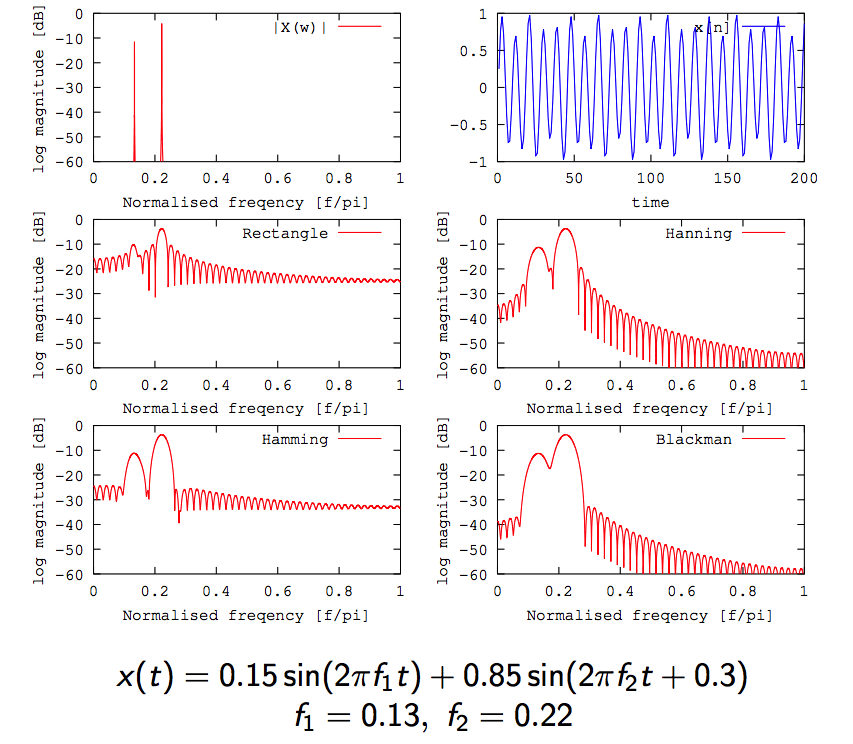 0
-10
-20
-30
-40
-50
-60
log magnitude [dB]
|X(w)|
0 0.2 0.4 0.6 0.8 1
Normalised freqency [f/pi]
1
0.5
0
-0.5
-1
x[n]
0 50 100 150 200
time
0
-10
-20
-30
-40
-50
-60
log magnitude [dB]
Rectangle
0 0.2 0.4 0.6 0.8 1
Normalised freqency [f/pi]
0
-10
-20
-30
-40
-50
-60
log magnitude [dB]
Hanning
0 0.2 0.4 0.6 0.8 1
Normalised freqency [f/pi]
0
-10
-20
-30
-40
-50
-60
log magnitude [dB]
Hamming
0 0.2 0.4 0.6 0.8 1
Normalised freqency [f/pi]
0
-10
-20
-30
-40
-50
-60
log magnitude [dB]
Blackman
0 0.2 0.4 0.6 0.8 1
Normalised freqency [f/pi]
x(t) = 0.15 sin(2πf₁t) + 0.85 sin(2πf₂t + 0.3)
f₁ = 0.13, f₂ = 0.22